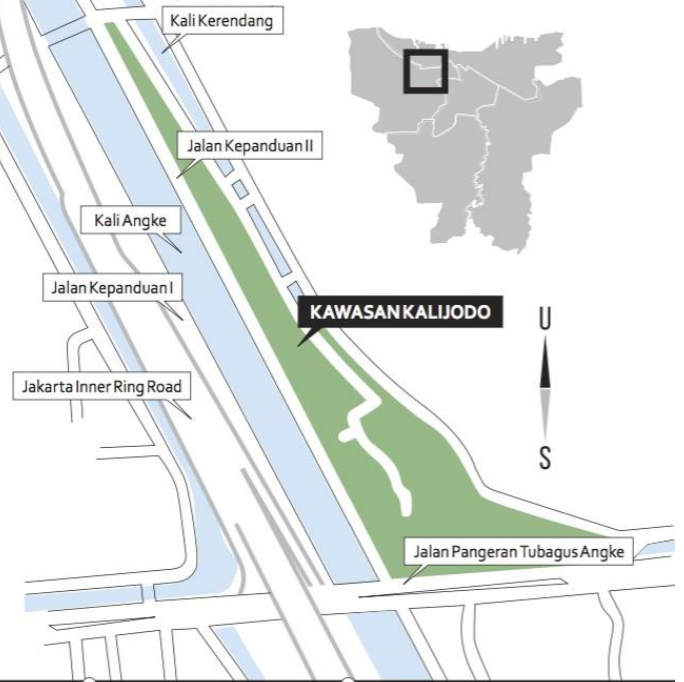 Kali Kerendang
Jalan Kepanduan II
Kali Angke
Jalan Kepanduan I
KAWASAN KALIJODO
U
Jakarta Inner Ring Road
S
Jalan Pangeran Tubagus Angke